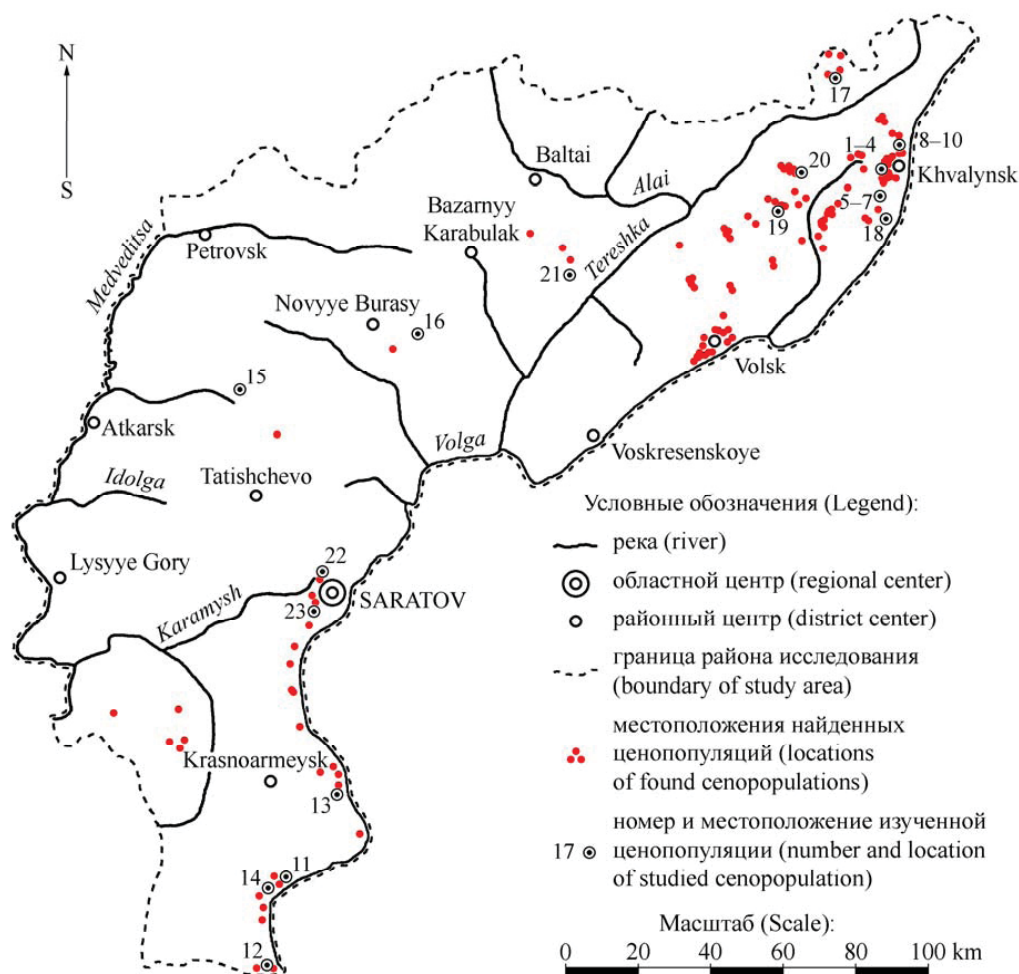 N
S
17
1–4
8–10
Khvalynsk
20
5–7
19
18
Baltai
Alai
Bazarnyy
Karabulak
Tereshka
21
Medveditsa
Petrovsk
Novyye Burasy
16
Volsk
15
Atkarsk
Volga
Voskresenskoye
Idolga
Tatishchevo
Lysyye Gory
22
Karamysh
SARATOV
23
Krasnoarmeysk
13
11
14
12
Условные обозначения (Legend):
река (river)
областной центр (regional center)
районный центр (district center)
граница района исследования
(boundary of study area)
местоположения найденных
ценопопуляций (locations
of found cenopopulations)
номер и местоположение изученной
17 ценопопуляции (number and location
of studied cenopopulation)
Масштаб (Scale):
0 20 40 60 80 100 km